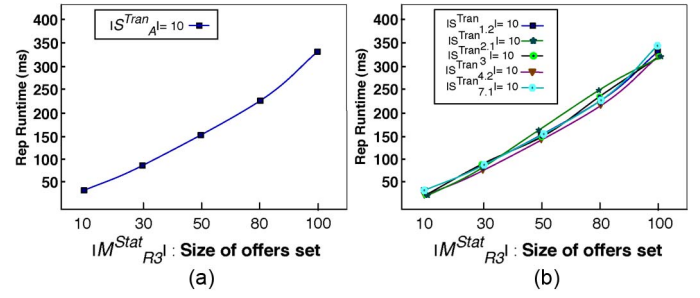 400
350
300
250
200
150
100
50
Rep Runtime (ms)
|S^Tran_A|= 10
10 30 50 80 100
|M^Stat_R3| : Size of offers set
(a)
400
350
300
250
200
150
100
50
Rep Runtime (ms)
|S^Tran_1.2|= 10
|S^Tran_2.1|= 10
|S^Tran_3|= 10
|S^Tran_4.2|= 10
|S^Tran_7.1|= 10
10 30 50 80 100
|M^Stat_R3| : Size of offers set
(b)